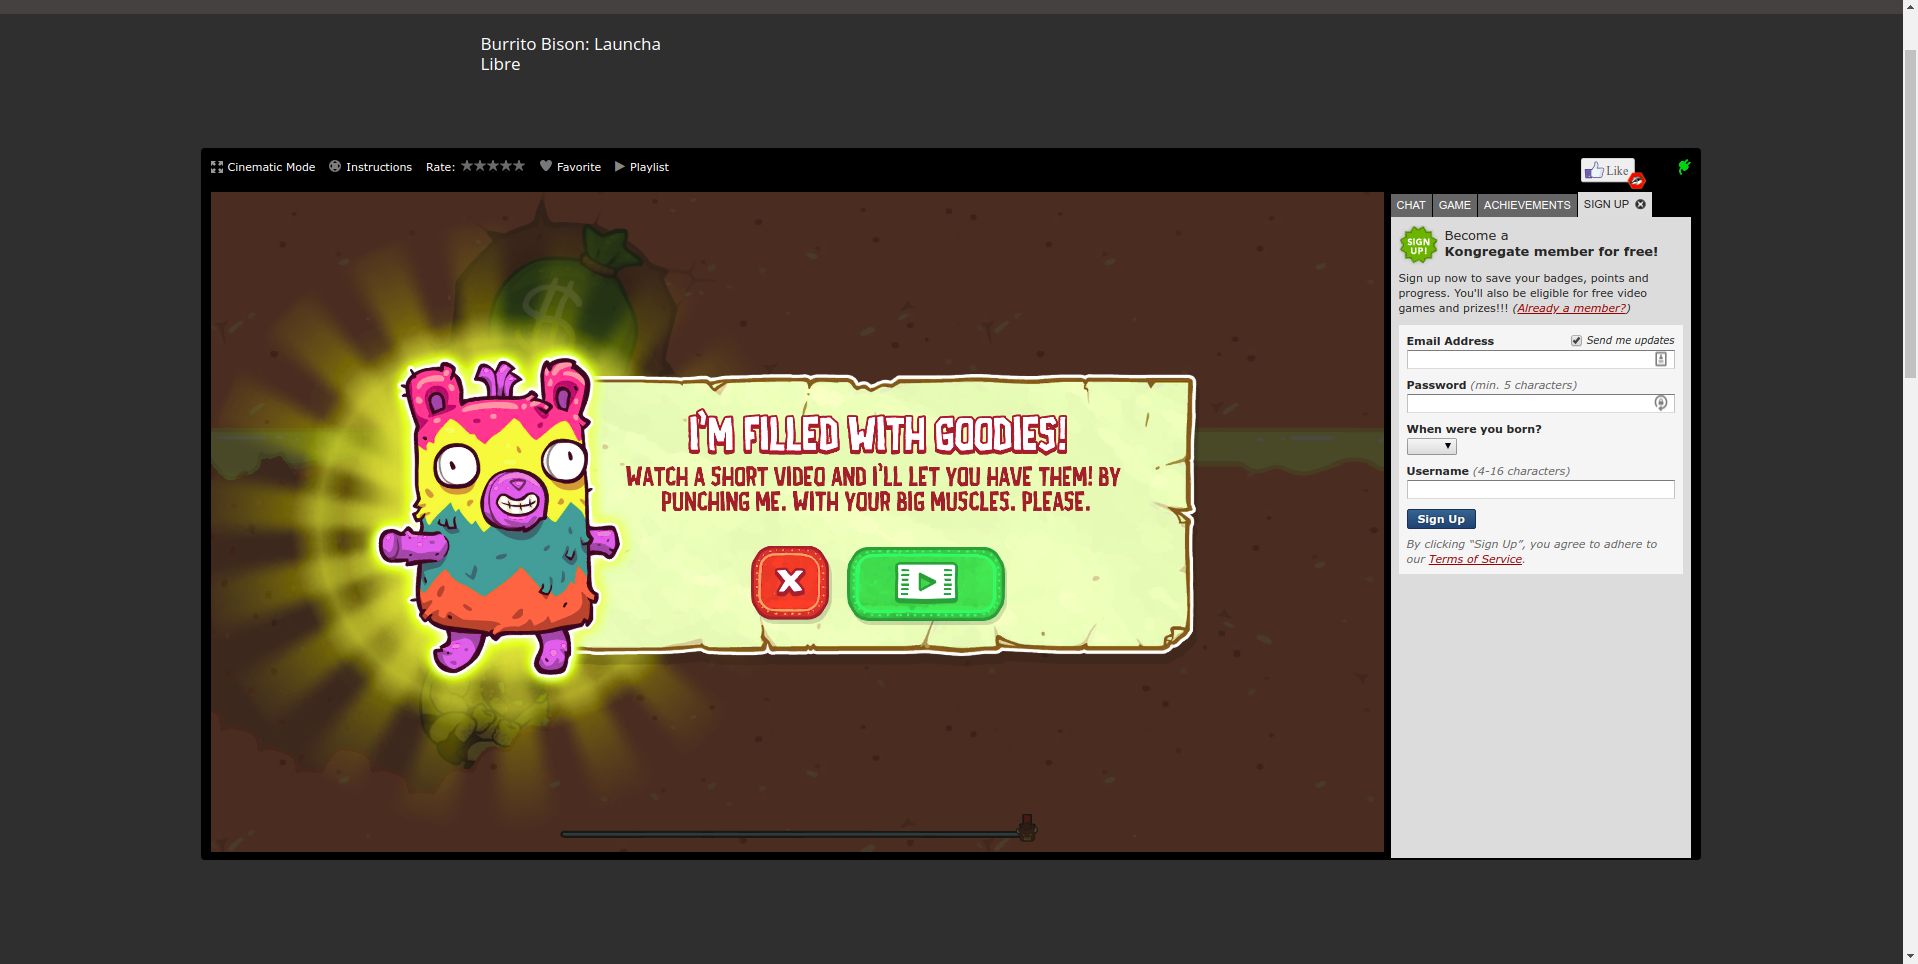 Burrito Bison: Launcha
Libre
Cinematic Mode
Instructions
Rate:
Favorite
Playlist
Like
CHAT
GAME
ACHIEVEMENTS
SIGN UP
SIGN
UP!
Become a
Kongregate member for free!
Sign up now to save your badges, points and
progress. You'll also be eligible for free video
games and prizes!!! (Already a member?)
Email Address
Send me updates
Password (min. 5 characters)
When were you born?
Username (4-16 characters)
Sign Up
By clicking “Sign Up”, you agree to adhere to
our Terms of Service.
$
I'M FILLED WITH GOODIES!
WATCH A SHORT VIDEO AND I'LL LET YOU HAVE THEM! BY
PUNCHING ME. WITH YOUR BIG MUSCLES. PLEASE.
X